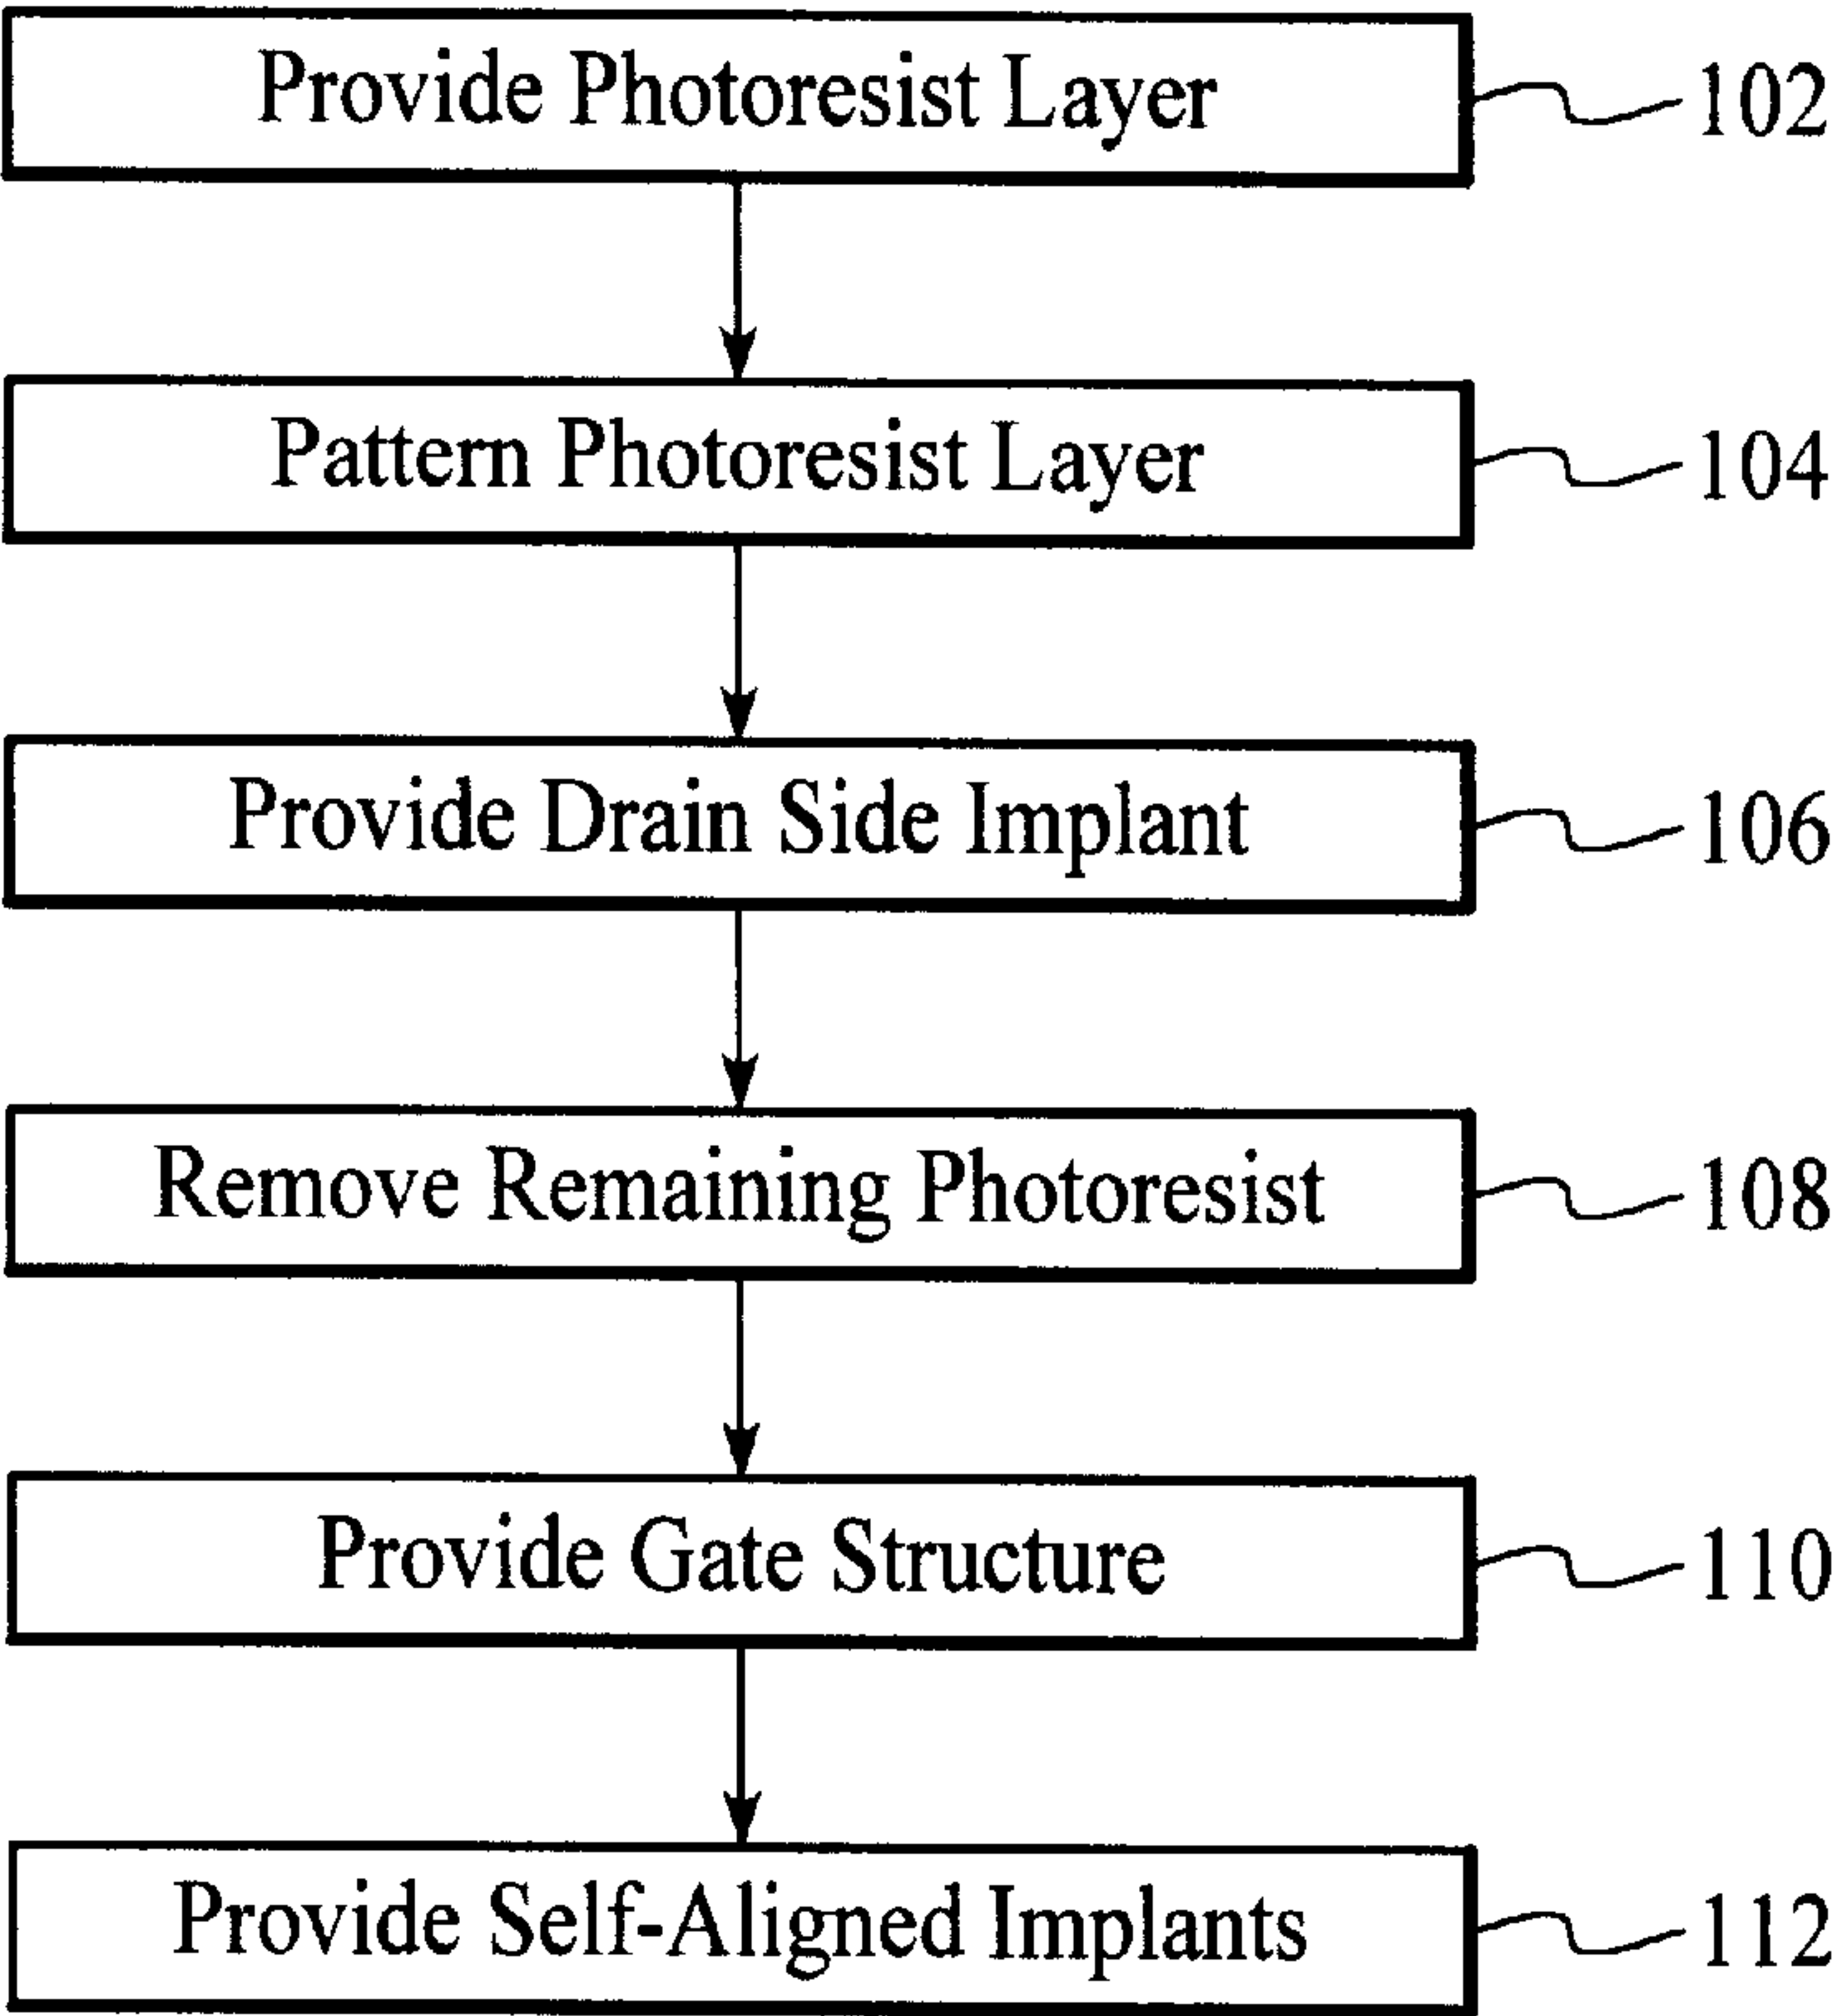 Provide Photoresist Layer 102
Pattern Photoresist Layer 104
Provide Drain Side Implant 106
Remove Remaining Photoresist 108
Provide Gate Structure 110
Provide Self-Aligned Implants 112